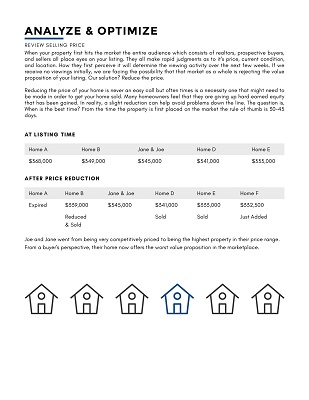 ANALYZE & OPTIMIZE
REVIEW SELLING PRICE
When your property first hits the market the entire audience which consists of realtors, prospective buyers,
and sellers all place eyes on your listing. They all make rapid judgments as to it's price, current condition,
and location. How they first perceive it will determine the viewing activity over the next few weeks. If we
receive no viewings initially, we are facing the possibility that that market as a whole is rejecting the value
proposition of your listing. Our solution? Reduce the price.
Reducing the price of your home is never an easy call but often times is a necessity one that might need to
be made in order to get your home sold. Many homeowners feel that they are giving up hard earned equity
that has been gained. In reality, a slight reduction can help avoid problems down the line. The question is,
When is the best time? From the time the property is first placed on the market the rule of thumb is 30-45
days.
AT LISTING TIME
Home A Home B Jane & Joe Home D Home E
$568,000 $549,000 $545,000 $541,000 $535,000
AFTER PRICE REDUCTION
Home A Home B Jane & Joe Home D Home E Home F
Expired $539,000 $545,000 $541,000 $535,000 $532,500
Reduced Sold Sold Just Added
& Sold
Joe and Jane went from being very competitively priced to being the highest property in their price range.
From a buyer's perspective, their home now offers the worst value proposition in the marketplace.